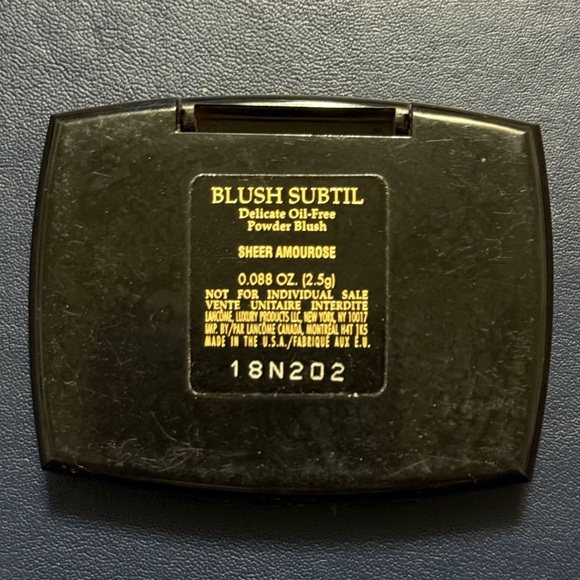 BLUSH SUBTIL
Delicate Oil-Free
Powder Blush
SHEER AMOUROSE
0.088 OZ. (2.5g)
NOT FOR INDIVIDUAL SALE
VENTE UNITAIRE INTERDITE
LANCÔME, LUXURY PRODUCTS LLC, NEW YORK, NY 10017
IMP. BY/PAR LANCÔME CANADA, MONTRÉAL H4T 1K5
MADE IN THE U.S.A./FABRIQUÉ AUX É.U.
18N202